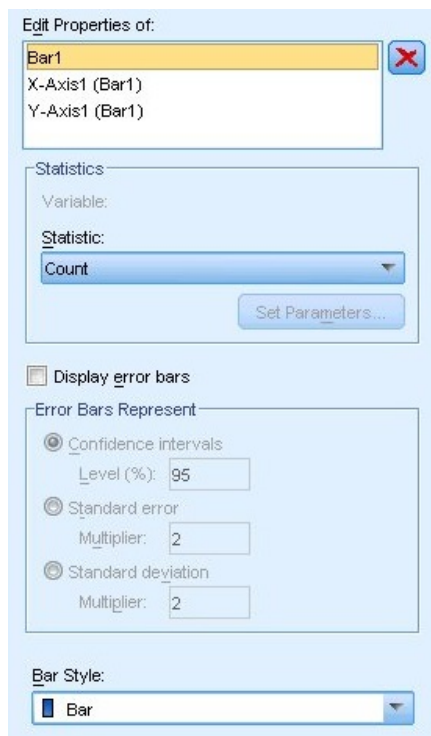 Edit Properties of:
Bar1
X-Axis1 (Bar1)
Y-Axis1 (Bar1)
Statistics
Variable:
Statistic:
Count
Set Parameters...
Display error bars
Error Bars Represent
Confidence intervals
Level (%): 95
Standard error
Multiplier: 2
Standard deviation
Multiplier: 2
Bar Style:
Bar